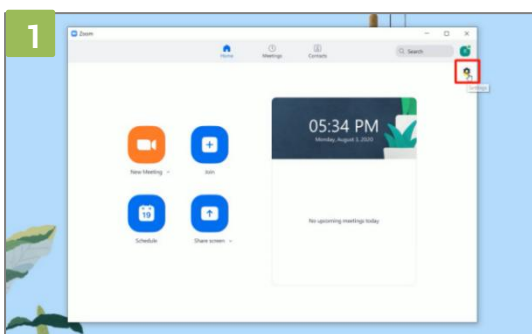 1
Zoom
Home
Meetings
Contacts
Search
Settings
05:34 PM
Monday, August 3, 2020
New Meeting
Join
19
Schedule
Share screen
No upcoming meetings today